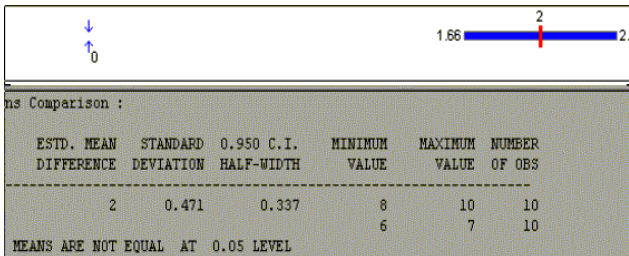 2
1.66 2.
0
ns Comparison :
ESTD. MEAN STANDARD 0.950 C.I. MINIMUM MAXIMUM NUMBER
DIFFERENCE DEVIATION HALF-WIDTH VALUE VALUE OF OBS
2 0.471 0.337 8 10 10
6 7 10
MEANS ARE NOT EQUAL AT 0.05 LEVEL